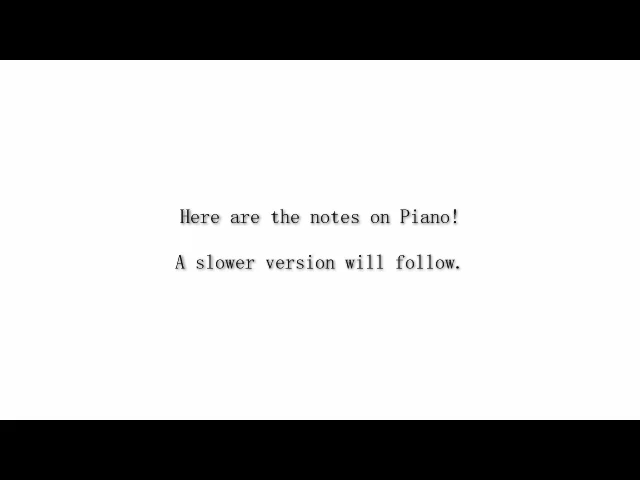 Here are the notes on Piano!
A slower version will follow.